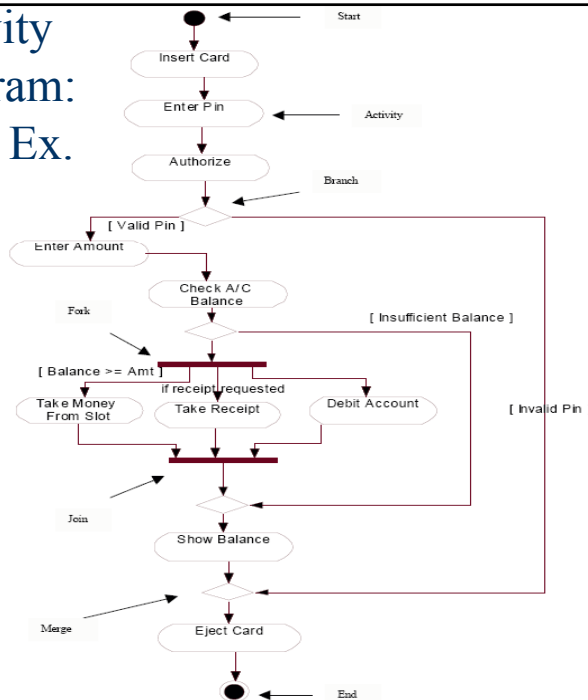 vity
ram:
Ex.
Start
Insert Card
Enter Pin
Activity
Authorize
Branch
[ Valid Pin ]
Enter Amount
Check A/C
Balance
Fork
[ Insufficient Balance ]
[ Balance >= Amt ]
if receipt requested
Take Money
From Slot
Take Receipt
Debit Account
[ Invalid Pin
Join
Show Balance
Merge
Eject Card
End